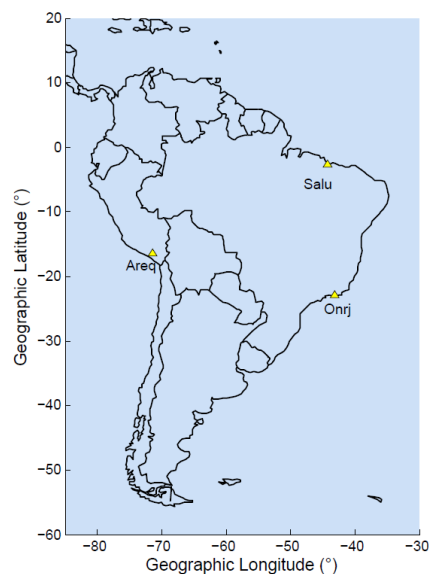 20
10
0
−10
−20
−30
−40
−50
−60
Geographic Latitude (°)
Salu
Areq
Onrj
−80 −70 −60 −50 −40 −30
Geographic Longitude (°)